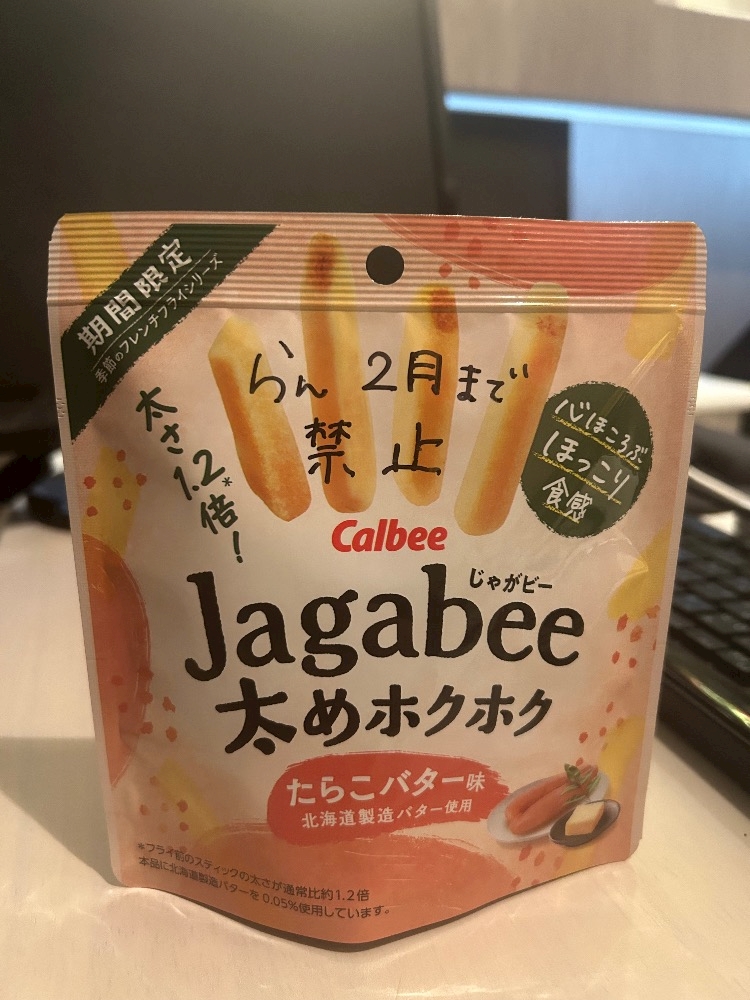 期間限定
季節のフレンチフライシリーズ
らん 2月まで
禁止
太さ1.2*倍!
心ほころぶ
ほっこり
食感
Calbee
じゃがビー
Jagabee
太めホクホク
たらこバター味
北海道製造バター使用
*フライ前のスティックの太さが通常比約1.2倍
本品に北海道製造バターを0.05%使用しています。